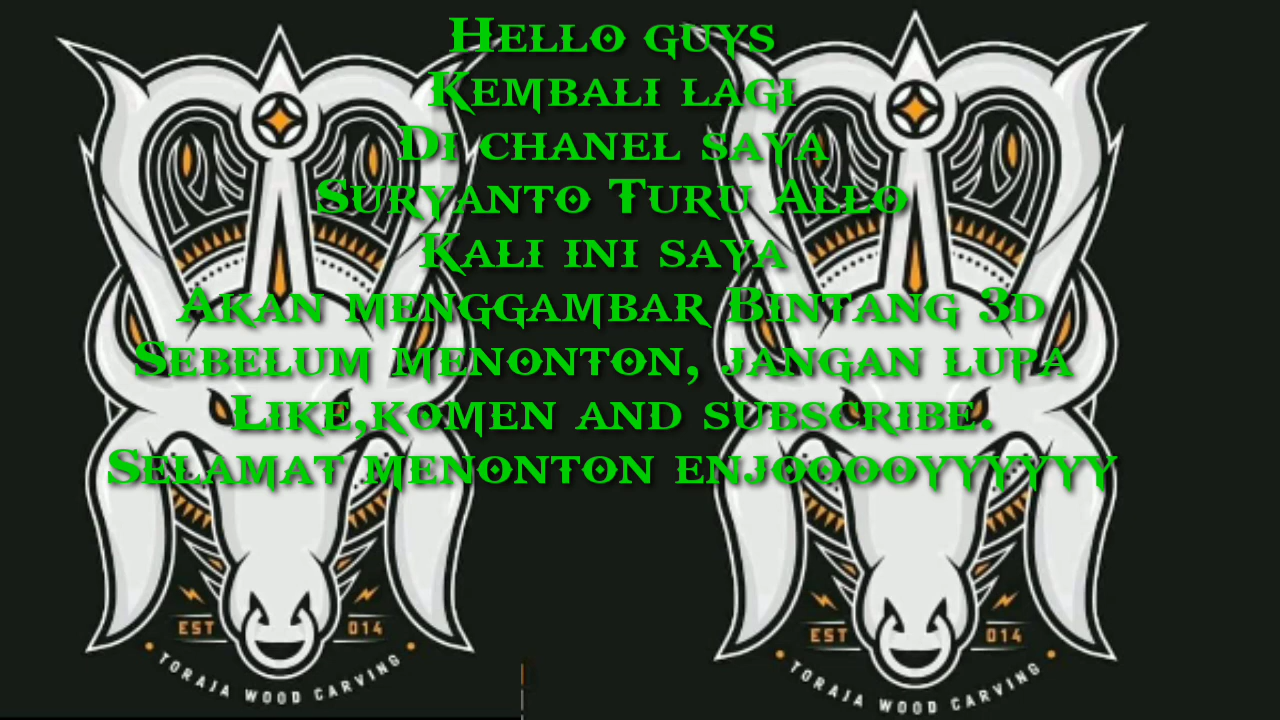 Hello guys
Kembali lagi
Di chanel saya
Suryanto Turu Allo
Kali ini saya
Akan menggambar Bintang 3d
Sebelum menonton, jangan lupa
Like,komen and subscribe.
Selamat menonton enjooooyyyyyy
EST 014
TORAJA WOOD CARVING
EST 014
TORAJA WOOD CARVING